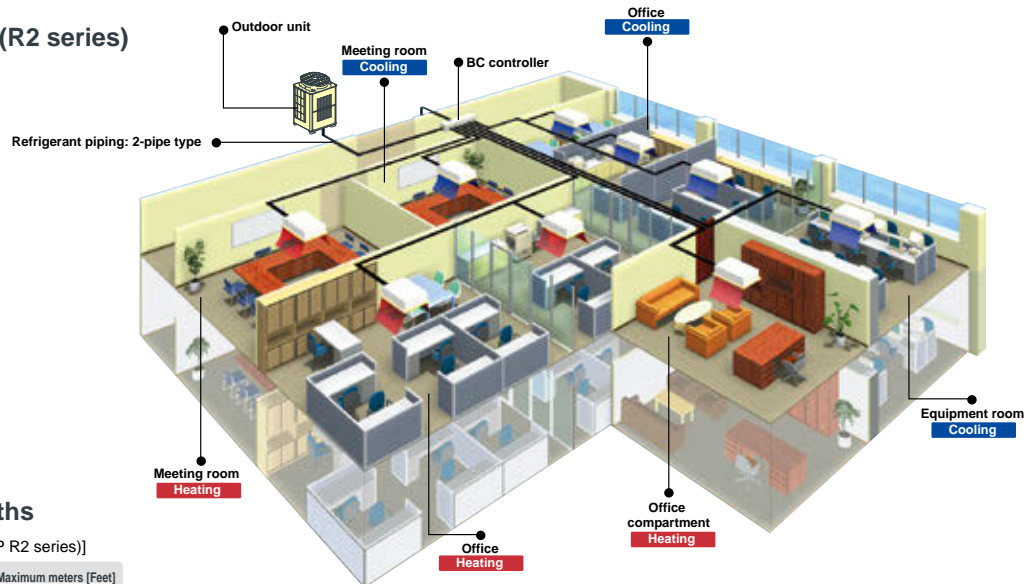 (R2 series)
Outdoor unit
Office
Cooling
Meeting room
Cooling
BC controller
Refrigerant piping: 2-pipe type
Equipment room
Cooling
Meeting room
Heating
Office
compartment
Heating
Office
Heating
ths
P R2 series)]
Maximum meters [Feet]